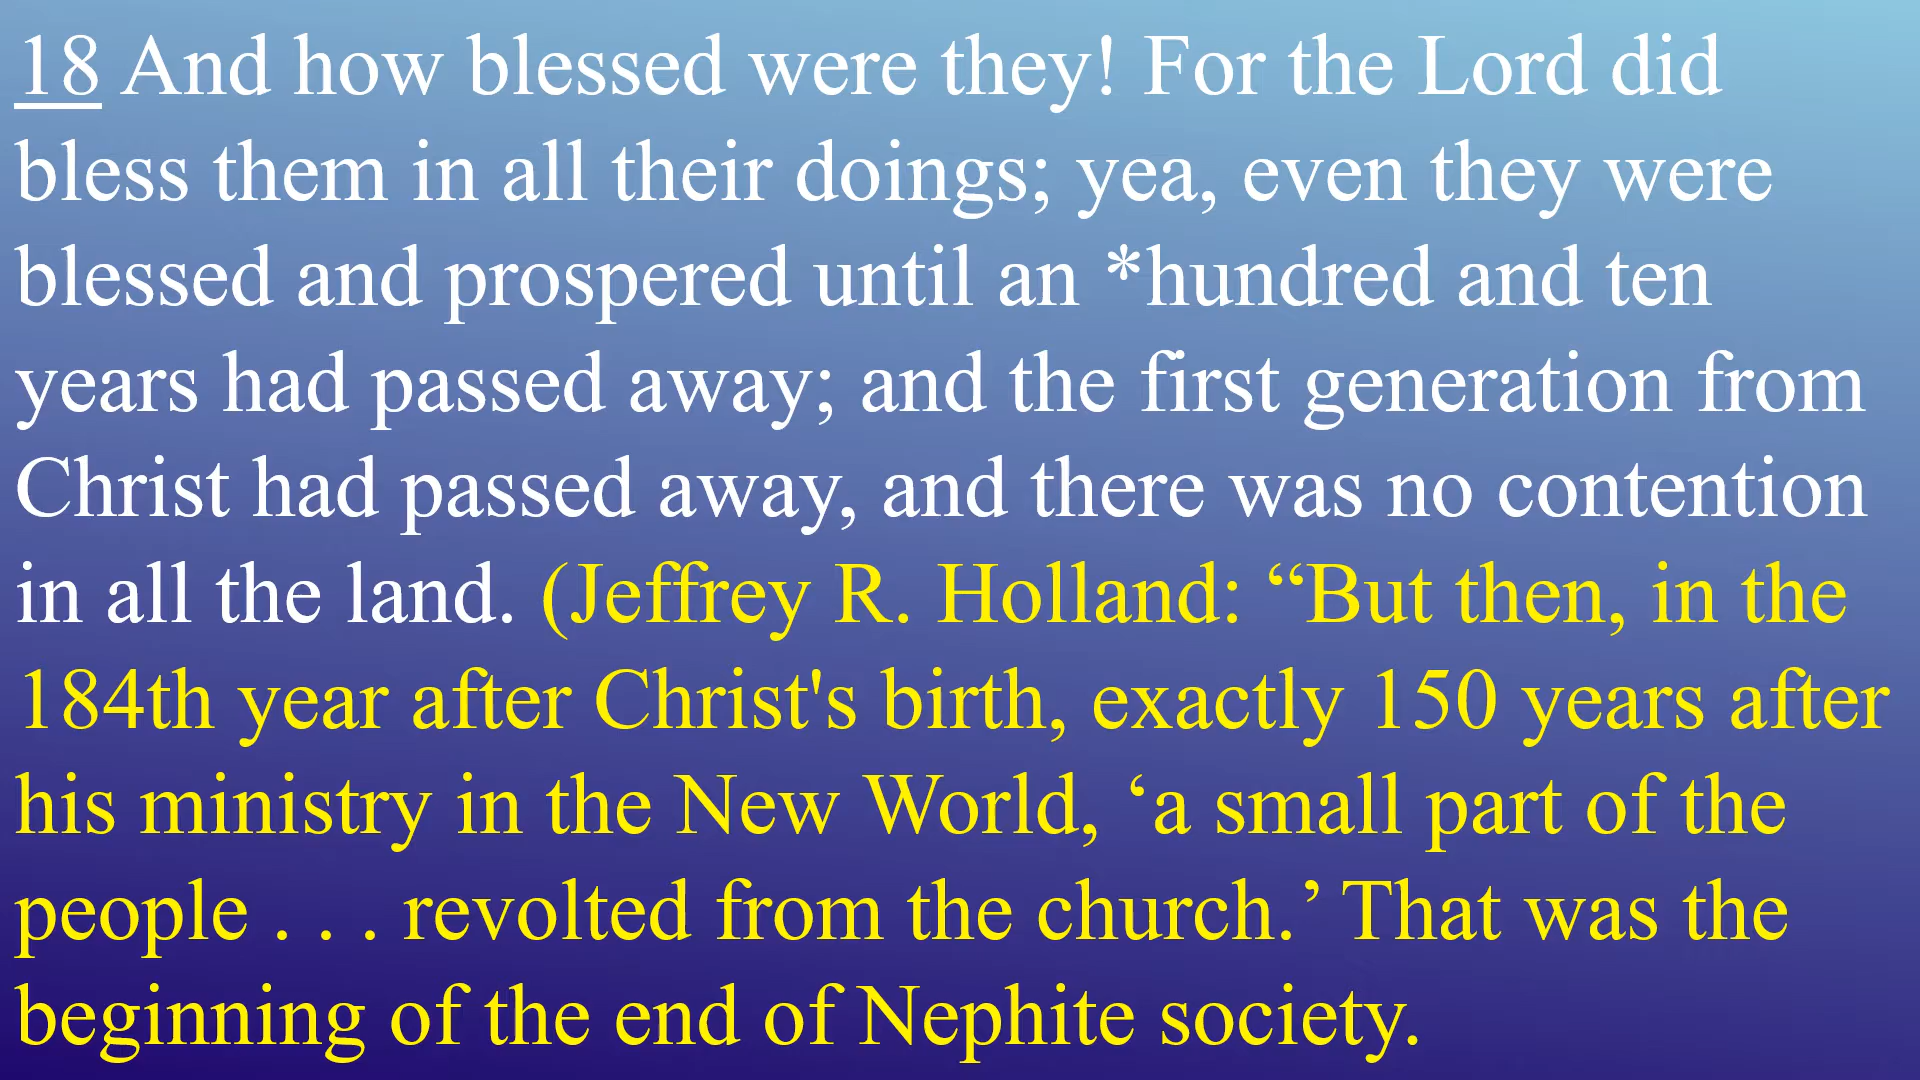 18 And how blessed were they! For the Lord did
bless them in all their doings; yea, even they were
blessed and prospered until an *hundred and ten
years had passed away; and the first generation from
Christ had passed away, and there was no contention
in all the land. (Jeffrey R. Holland: “But then, in the
184th year after Christ's birth, exactly 150 years after
his ministry in the New World, ‘a small part of the
people . . . revolted from the church.’ That was the
beginning of the end of Nephite society.